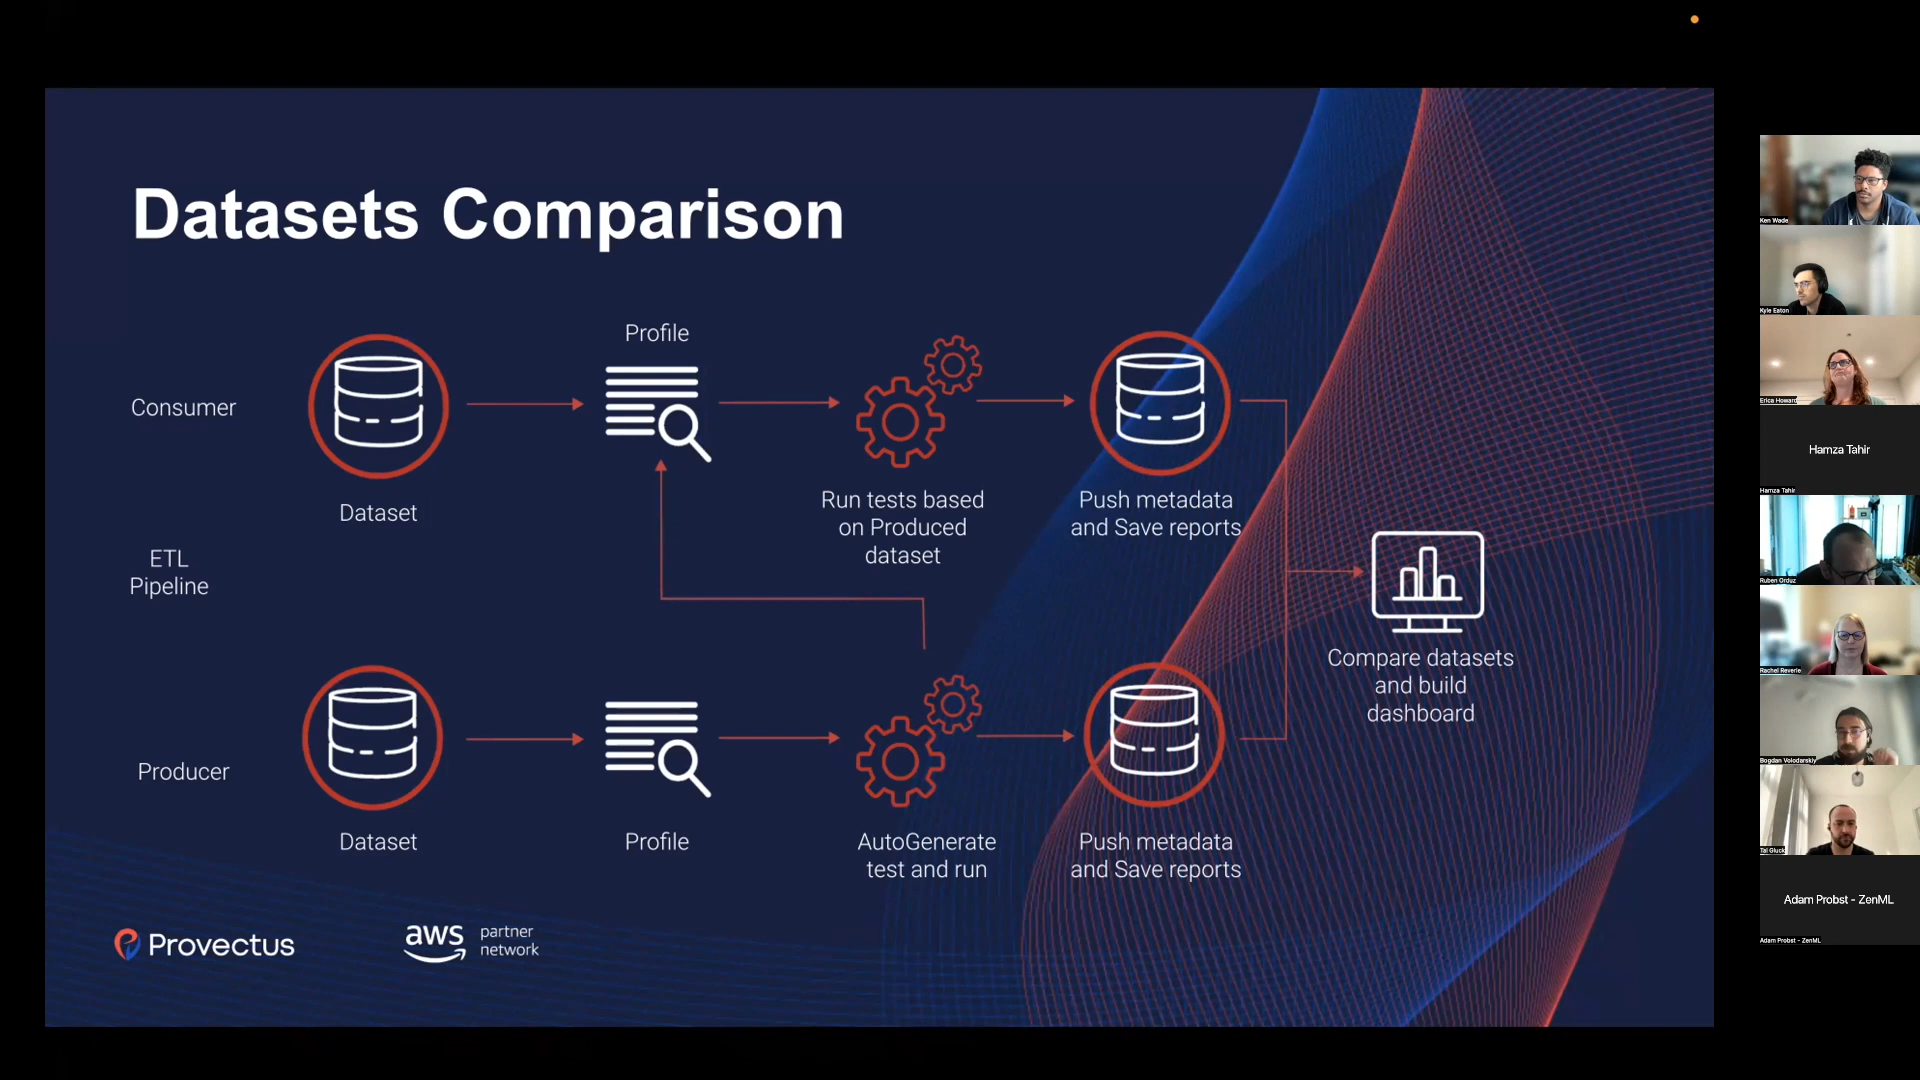 Datasets Comparison
Profile
Consumer
Dataset
Run tests based
on Produced
dataset
Push metadata
and Save reports
ETL
Pipeline
Compare datasets
and build
dashboard
Producer
Dataset
Profile
AutoGenerate
test and run
Push metadata
and Save reports
Provectus
aws partner
network
Ken Wade
Kyle Eaton
Erica Howard
Hamza Tahir
Hamza Tahir
Ruben Orduz
Rachel Reverie
Bogdan Volodarskiy
Tal Gluck
Adam Probst - ZenML
Adam Probst - ZenML